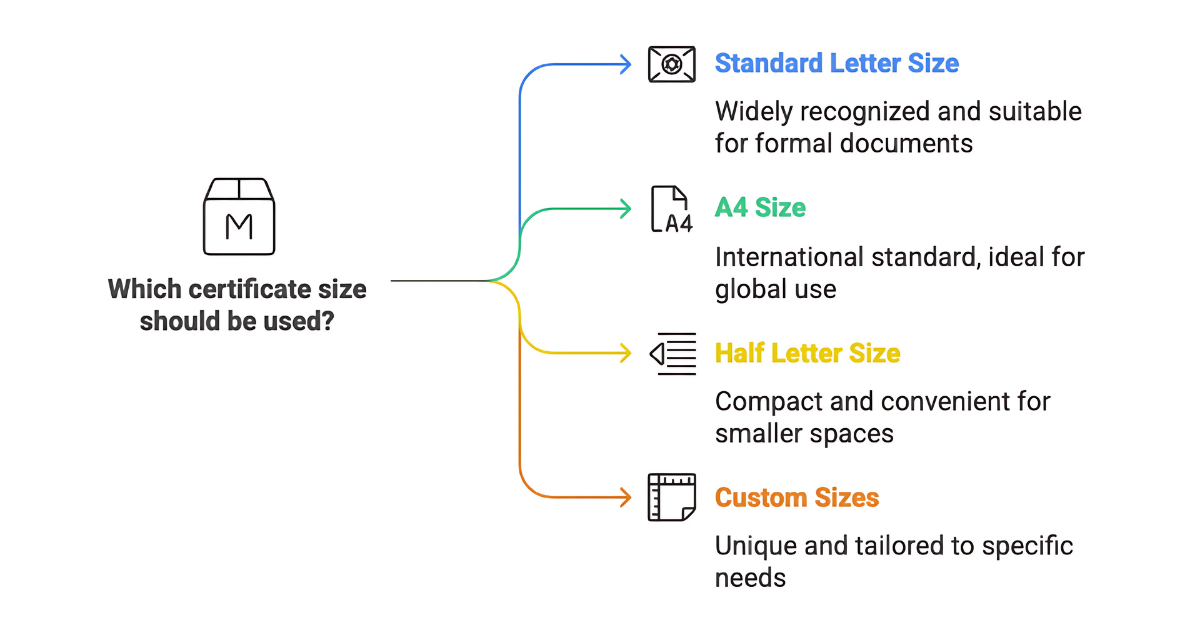 Standard Letter Size
Widely recognized and suitable
for formal documents
M
Which certificate size
should be used?
A4
A4 Size
International standard, ideal for
global use
Half Letter Size
Compact and convenient for
smaller spaces
Custom Sizes
Unique and tailored to specific
needs